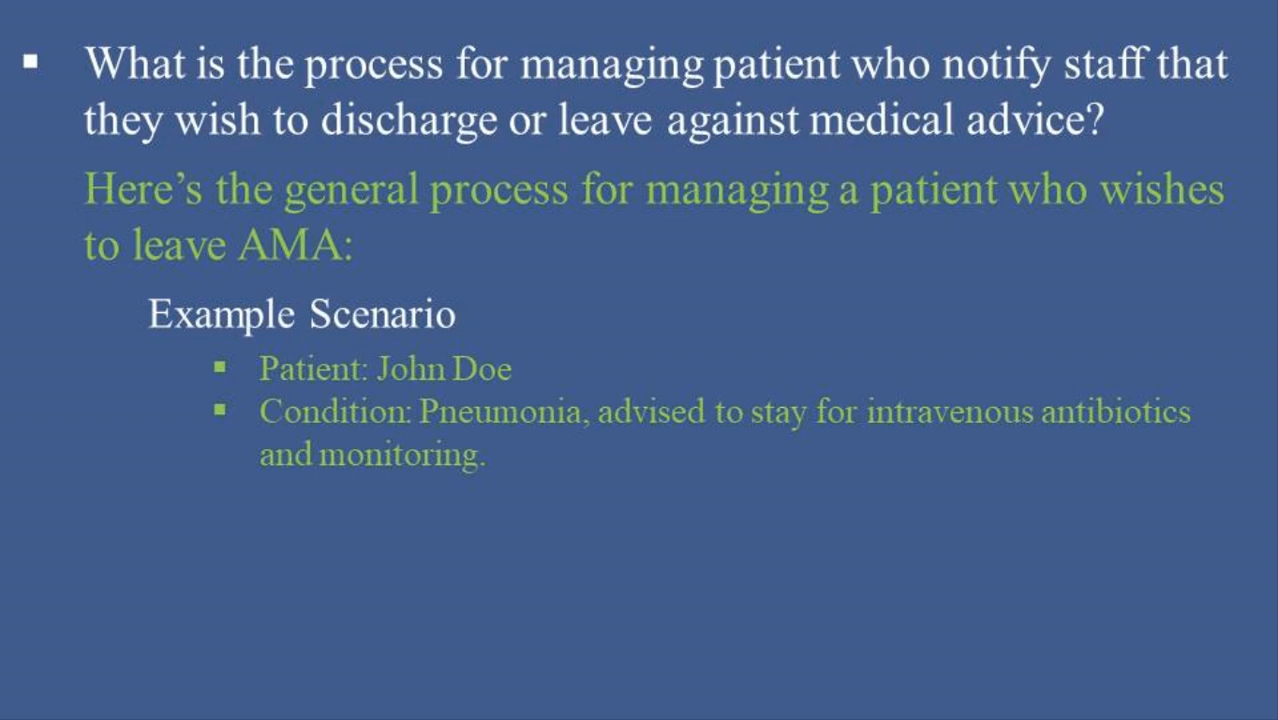 ▪ What is the process for managing patient who notify staff that
they wish to discharge or leave against medical advice?
Here’s the general process for managing a patient who wishes
to leave AMA:
Example Scenario
▪ Patient: John Doe
▪ Condition: Pneumonia, advised to stay for intravenous antibiotics
and monitoring.